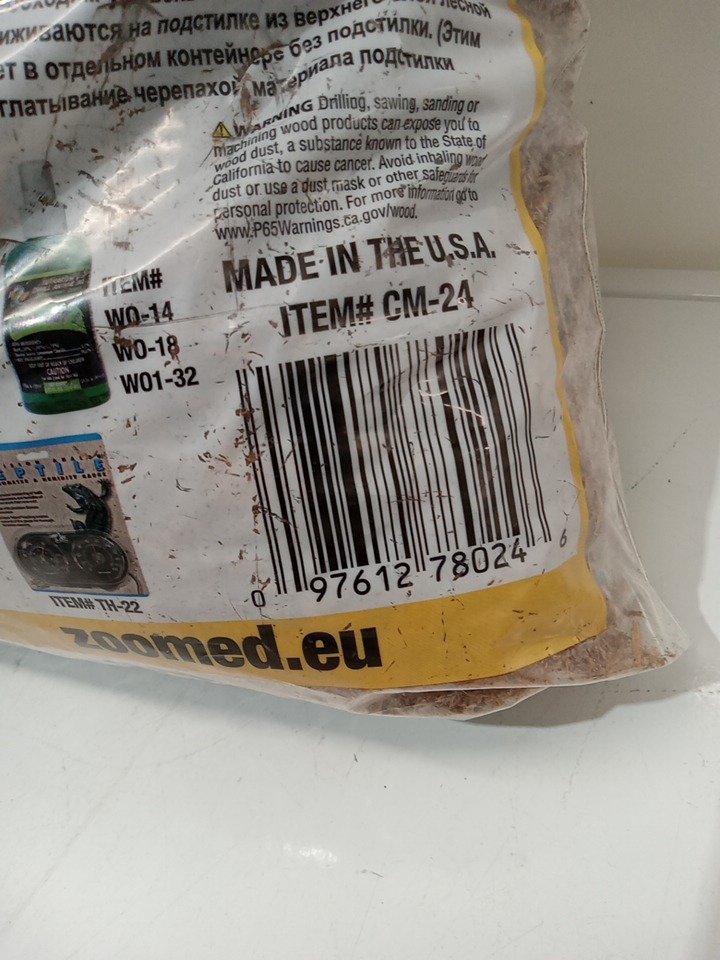 иживаются на подстилке из
лесной
ет в отдельном контейнере без подстилки. (Этим
глатывание черепахой материала подстилки
WARNING Drilling, sawing, sanding or
machining wood products can expose you to
wood dust, a substance known to the State of
California to cause cancer. Avoid inhaling wood
dust or use a dust mask or other safeguards for
personal protection. For more information go to
www.P65Warnings.ca.gov/wood.
MADE IN THE U.S.A.
ITEM# CM-24
ITEM#
WO-14
WO-18
WO1-32
CAUTION
EPTILE
ITEM# TH-22
0 97612 78024 6
zoomed.eu